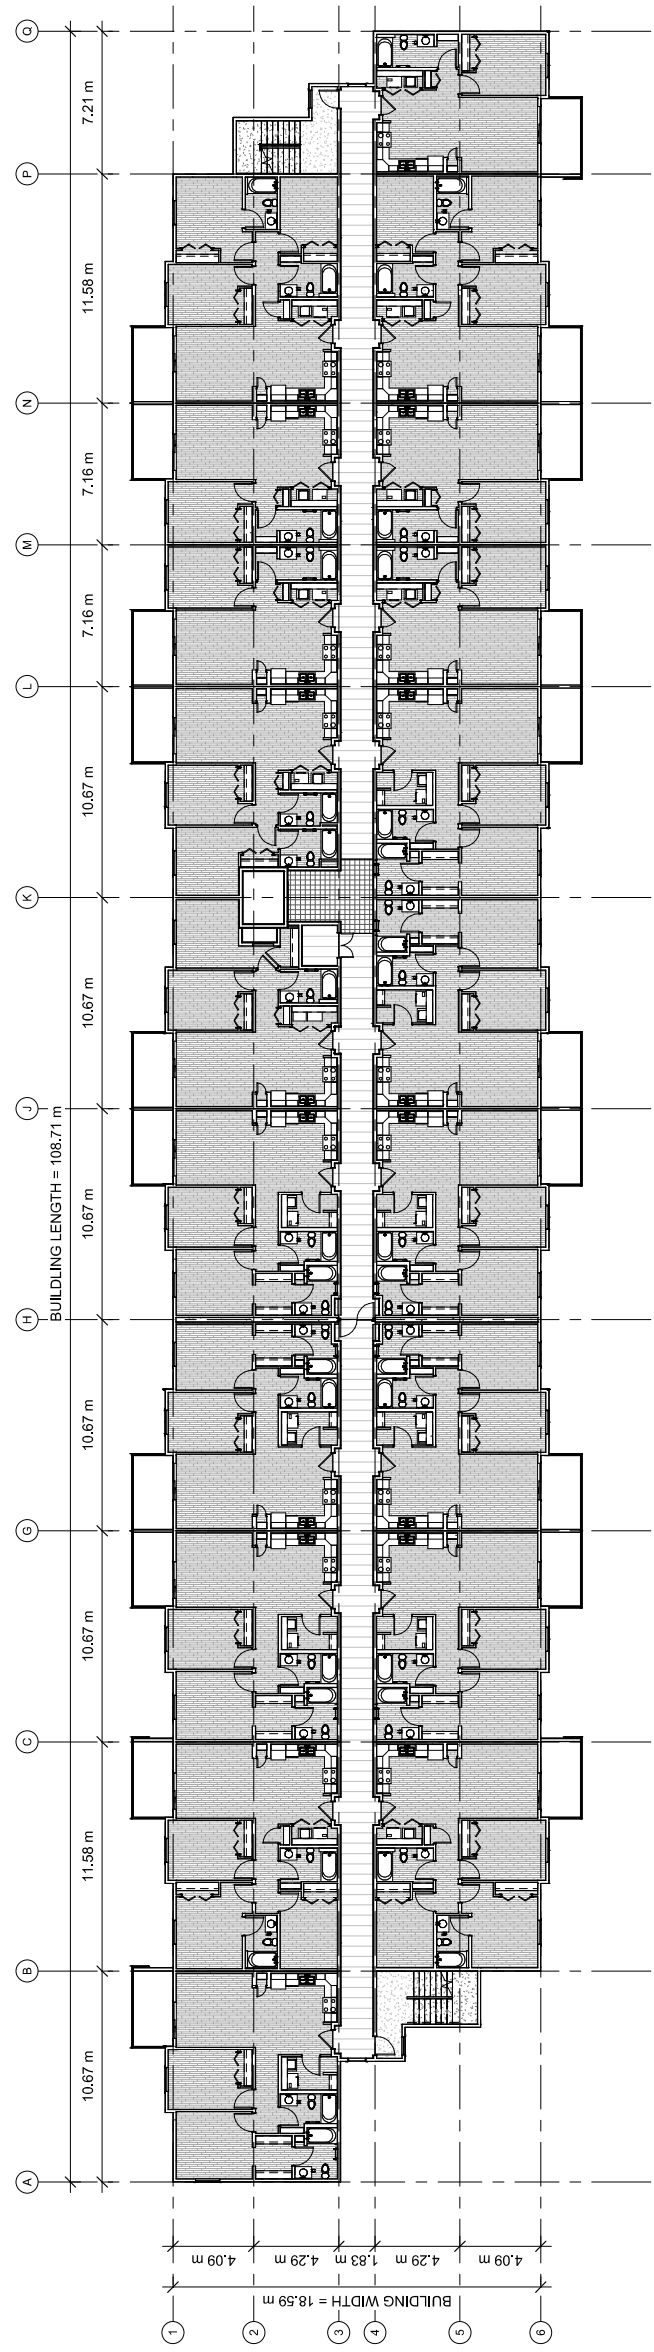 Q
7.21 m
P
11.58 m
N
7.16 m
M
7.16 m
L
10.67 m
K
10.67 m
J
BUILDLING LENGTH = 108.71 m
10.67 m
H
10.67 m
G
10.67 m
C
11.58 m
B
10.67 m
A
4.09 m
4.29 m
1.83 m
4.29 m
4.09 m
BUILDING WIDTH = 18.59 m
1
2
3
4
5
6